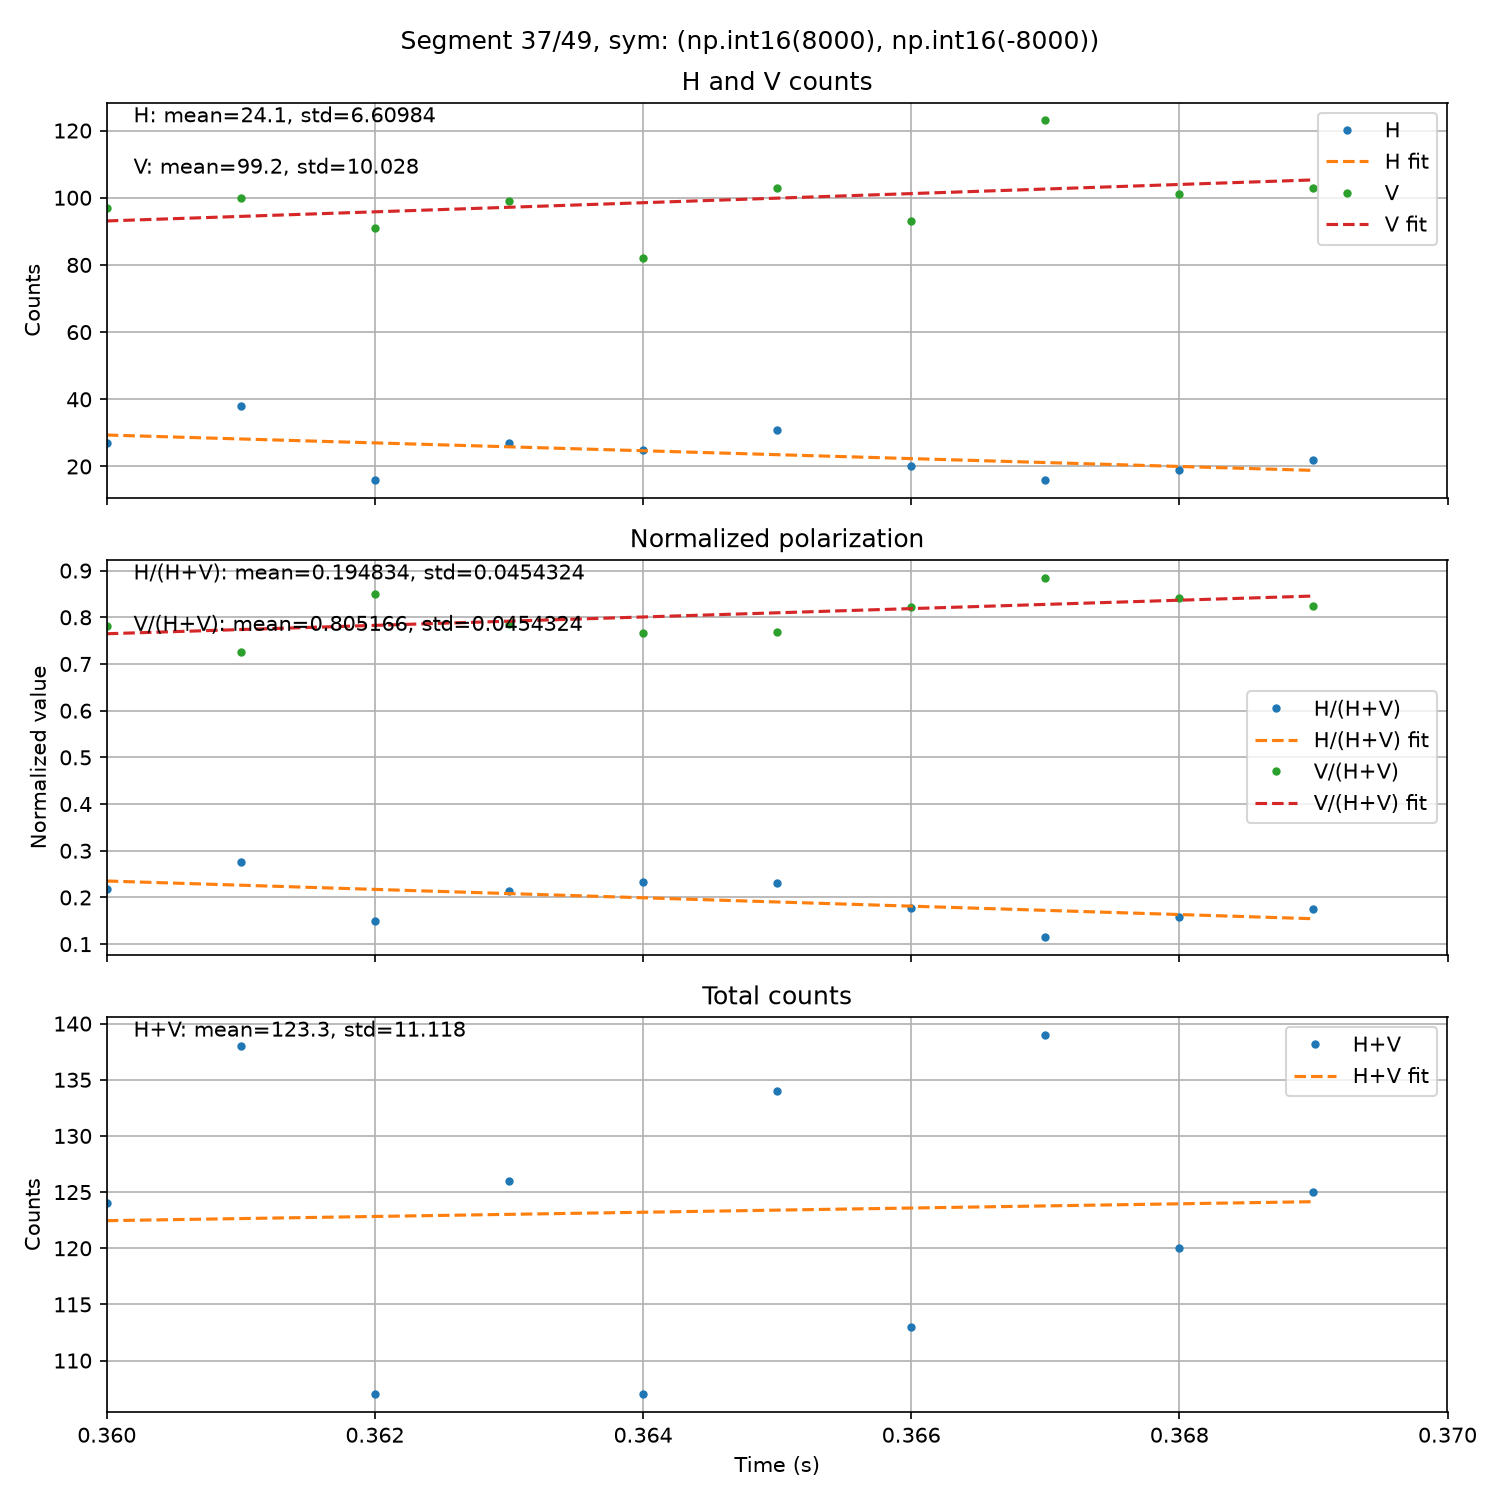 Segment 37/49, sym: (np.int16(8000), np.int16(-8000))
H and V counts
H: mean=24.1, std=6.60984
V: mean=99.2, std=10.028
H
H fit
V
V fit
120
100
80
60
40
20
Counts
Normalized polarization
H/(H+V): mean=0.194834, std=0.0454324
V/(H+V): mean=0.805166, std=0.0454324
H/(H+V)
H/(H+V) fit
V/(H+V)
V/(H+V) fit
0.9
0.8
0.7
0.6
0.5
0.4
0.3
0.2
0.1
Normalized value
Total counts
H+V: mean=123.3, std=11.118
H+V
H+V fit
140
135
130
125
120
115
110
Counts
0.360 0.362 0.364 0.366 0.368 0.370
Time (s)